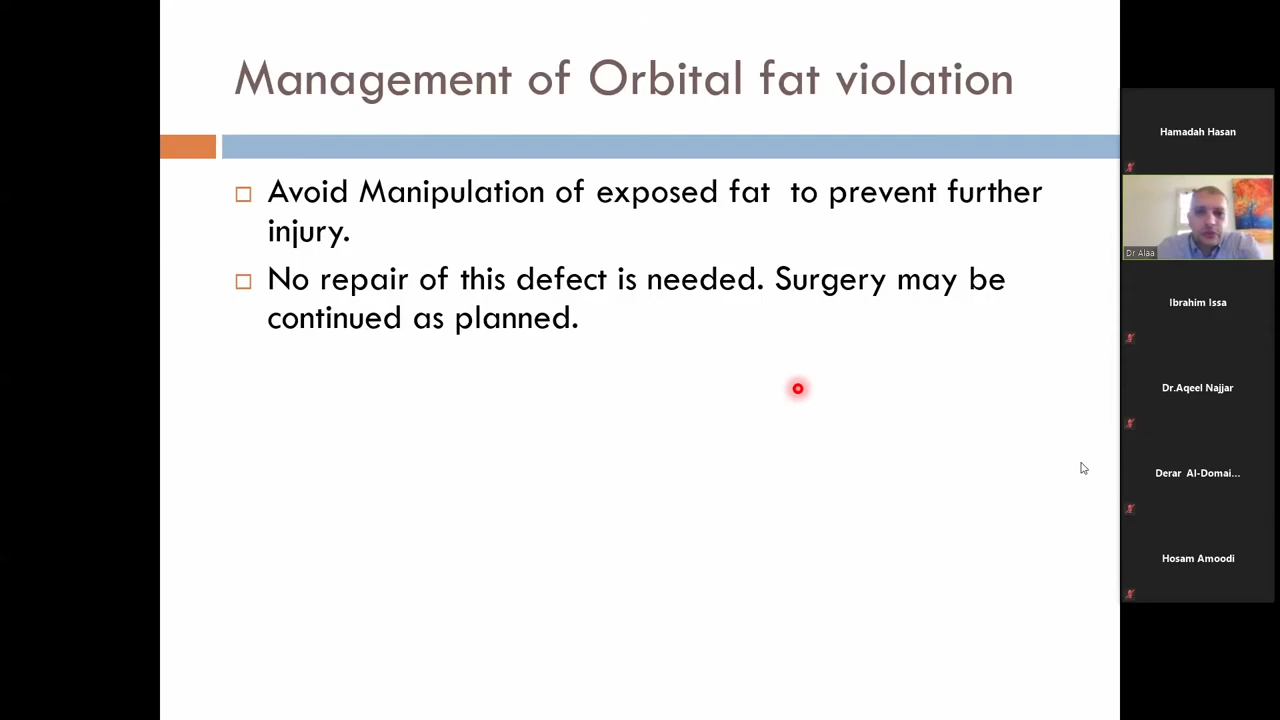 Management of Orbital fat violation
Avoid Manipulation of exposed fat to prevent further
injury.
No repair of this defect is needed. Surgery may be
continued as planned.
Hamadah Hasan
Dr Alaa
Ibrahim Issa
Dr.Aqeel Najjar
Derar Al-Domai...
Hosam Amoodi